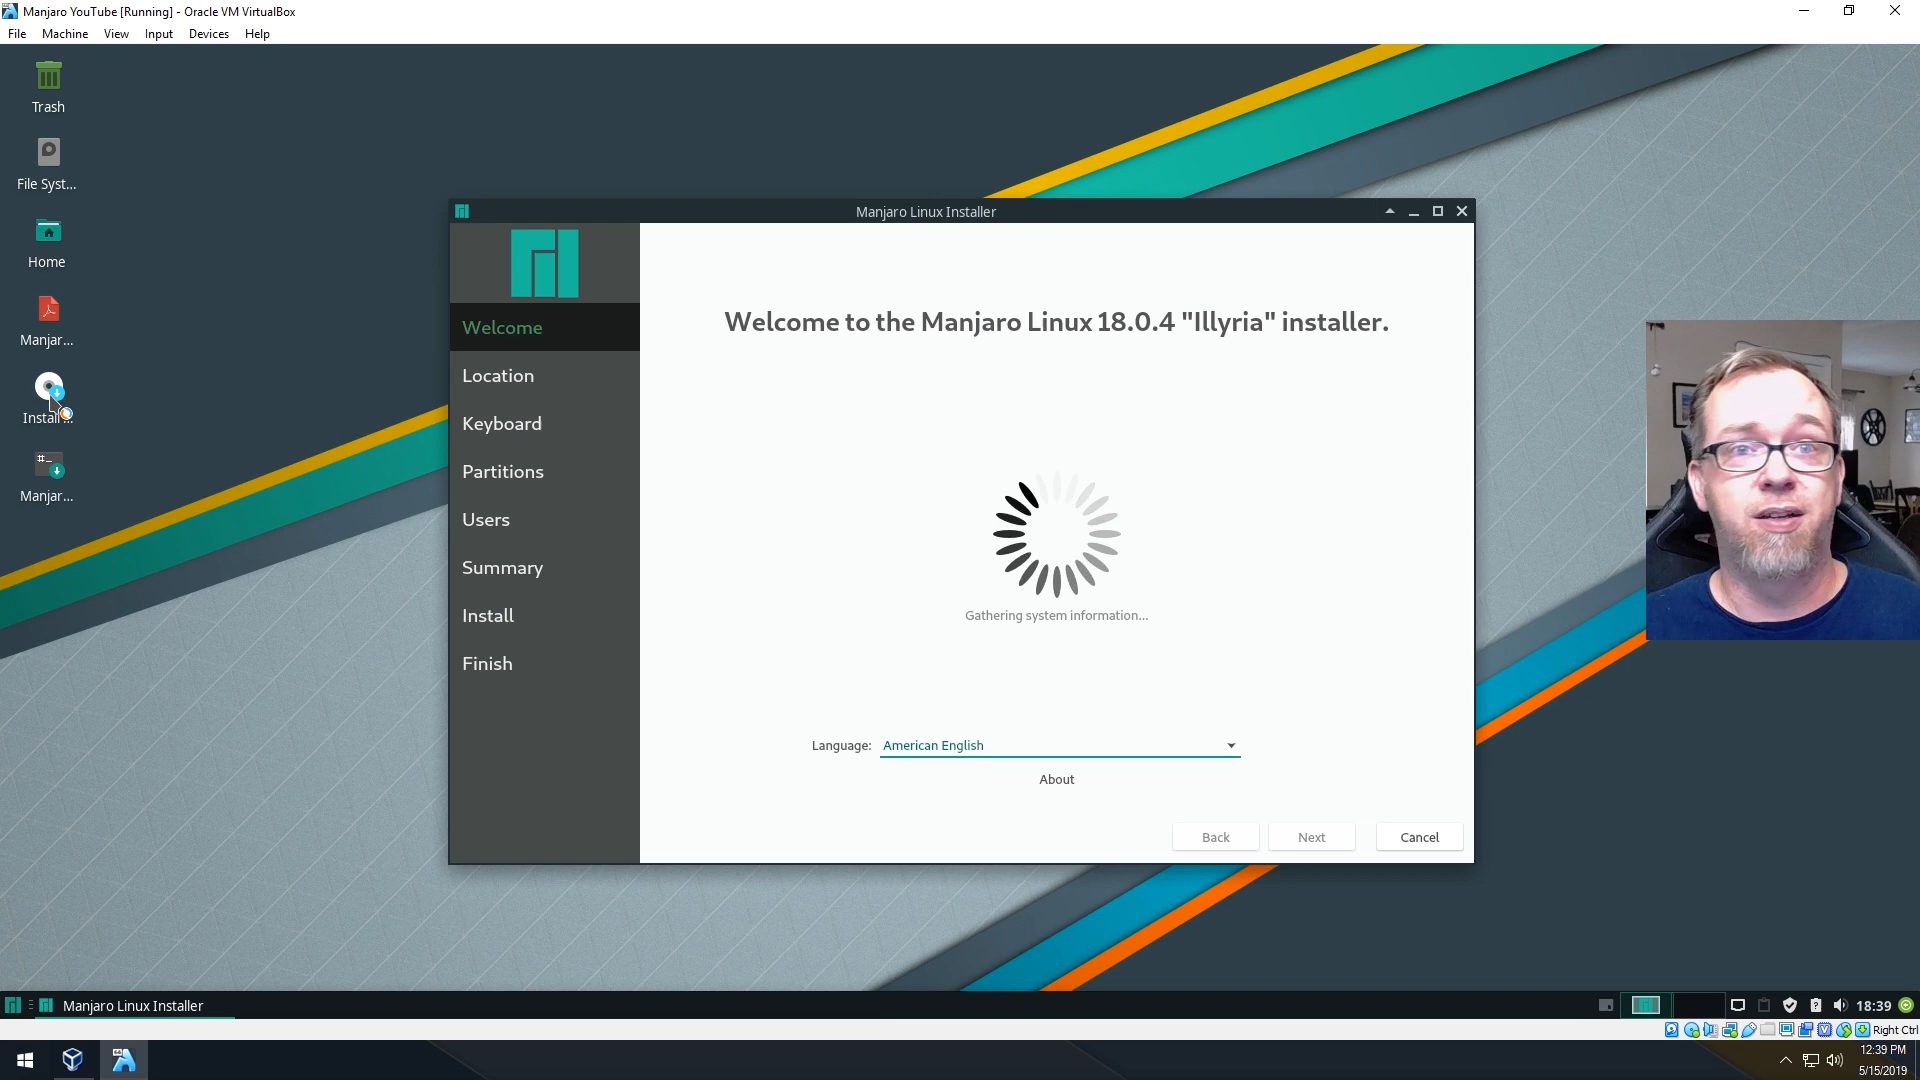 Manjaro YouTube [Running] - Oracle VM VirtualBox
File Machine View Input Devices Help
Trash
File Syst...
Home
Manjar...
Install ...
Manjar...
Manjaro Linux Installer
Welcome
Location
Keyboard
Partitions
Users
Summary
Install
Finish
Welcome to the Manjaro Linux 18.0.4 "Illyria" installer.
Gathering system information...
Language: American English
About
Back Next Cancel
Manjaro Linux Installer
18:39
Right Ctrl
12:39 PM
5/15/2019